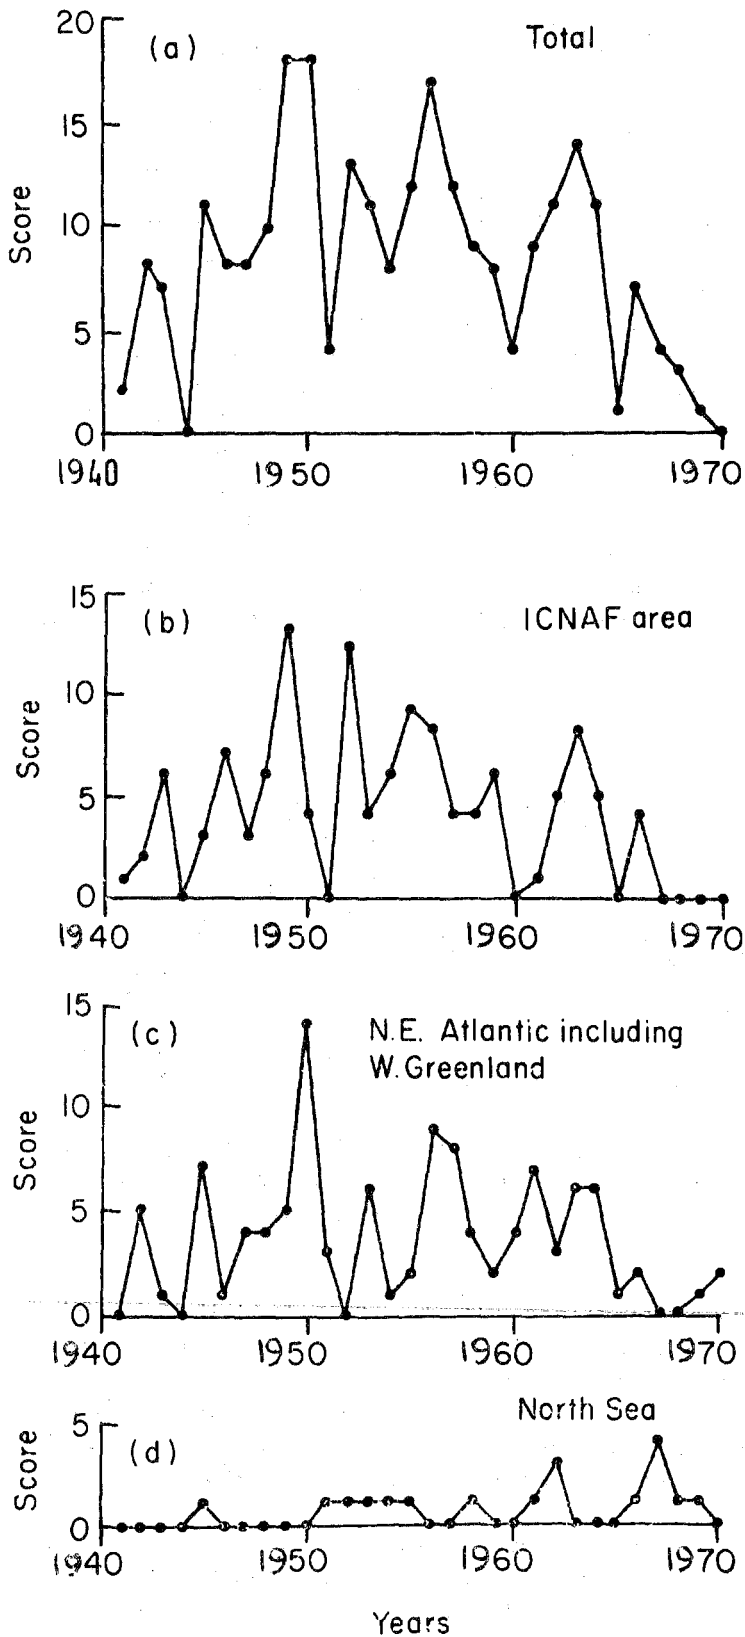 20
(a)
Total
15
10
5
0
Score
1940 1950 1960 1970
15
(b)
ICNAF area
10
5
0
Score
1940 1950 1960 1970
15
(c)
N.E. Atlantic including
W. Greenland
10
5
0
Score
1940 1950 1960 1970
North Sea
5
(d)
0
Score
1940 1950 1960 1970
Years